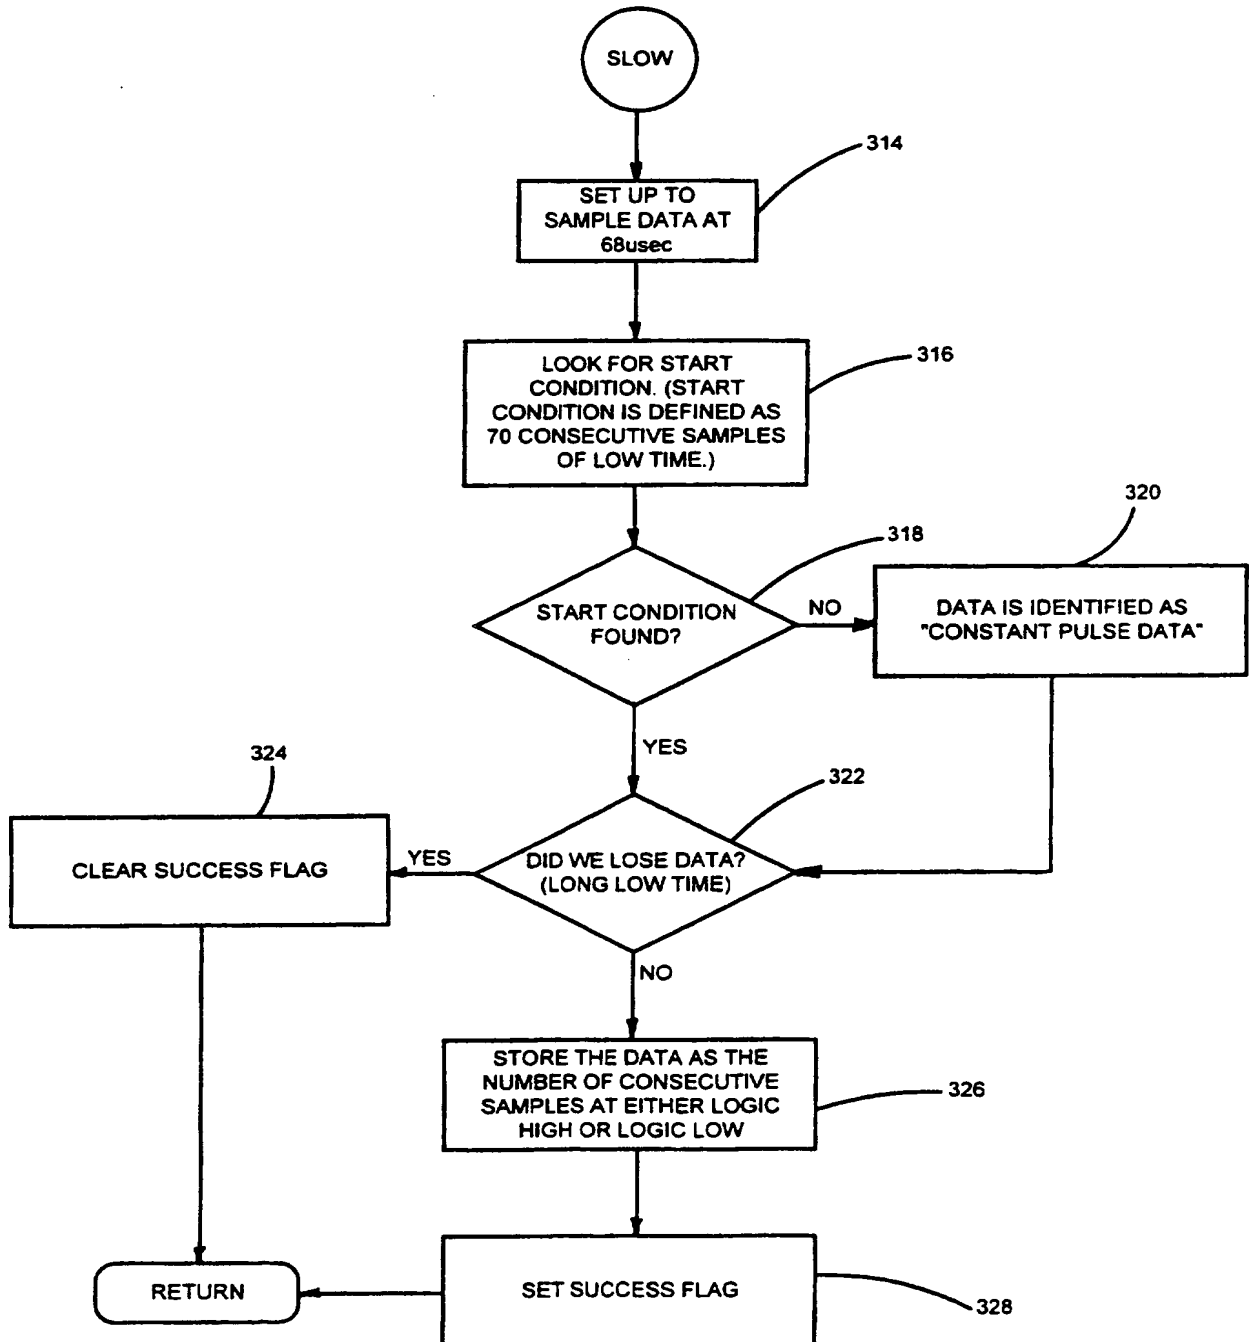 SLOW
314
SET UP TO
SAMPLE DATA AT
68usec
316
LOOK FOR START
CONDITION. (START
CONDITION IS DEFINED AS
70 CONSECUTIVE SAMPLES
OF LOW TIME.)
320
318
START CONDITION
FOUND?
NO
DATA IS IDENTIFIED AS
"CONSTANT PULSE DATA"
YES
324
322
CLEAR SUCCESS FLAG
YES
DID WE LOSE DATA?
(LONG LOW TIME)
NO
STORE THE DATA AS THE
NUMBER OF CONSECUTIVE
SAMPLES AT EITHER LOGIC
HIGH OR LOGIC LOW
326
RETURN
SET SUCCESS FLAG
328